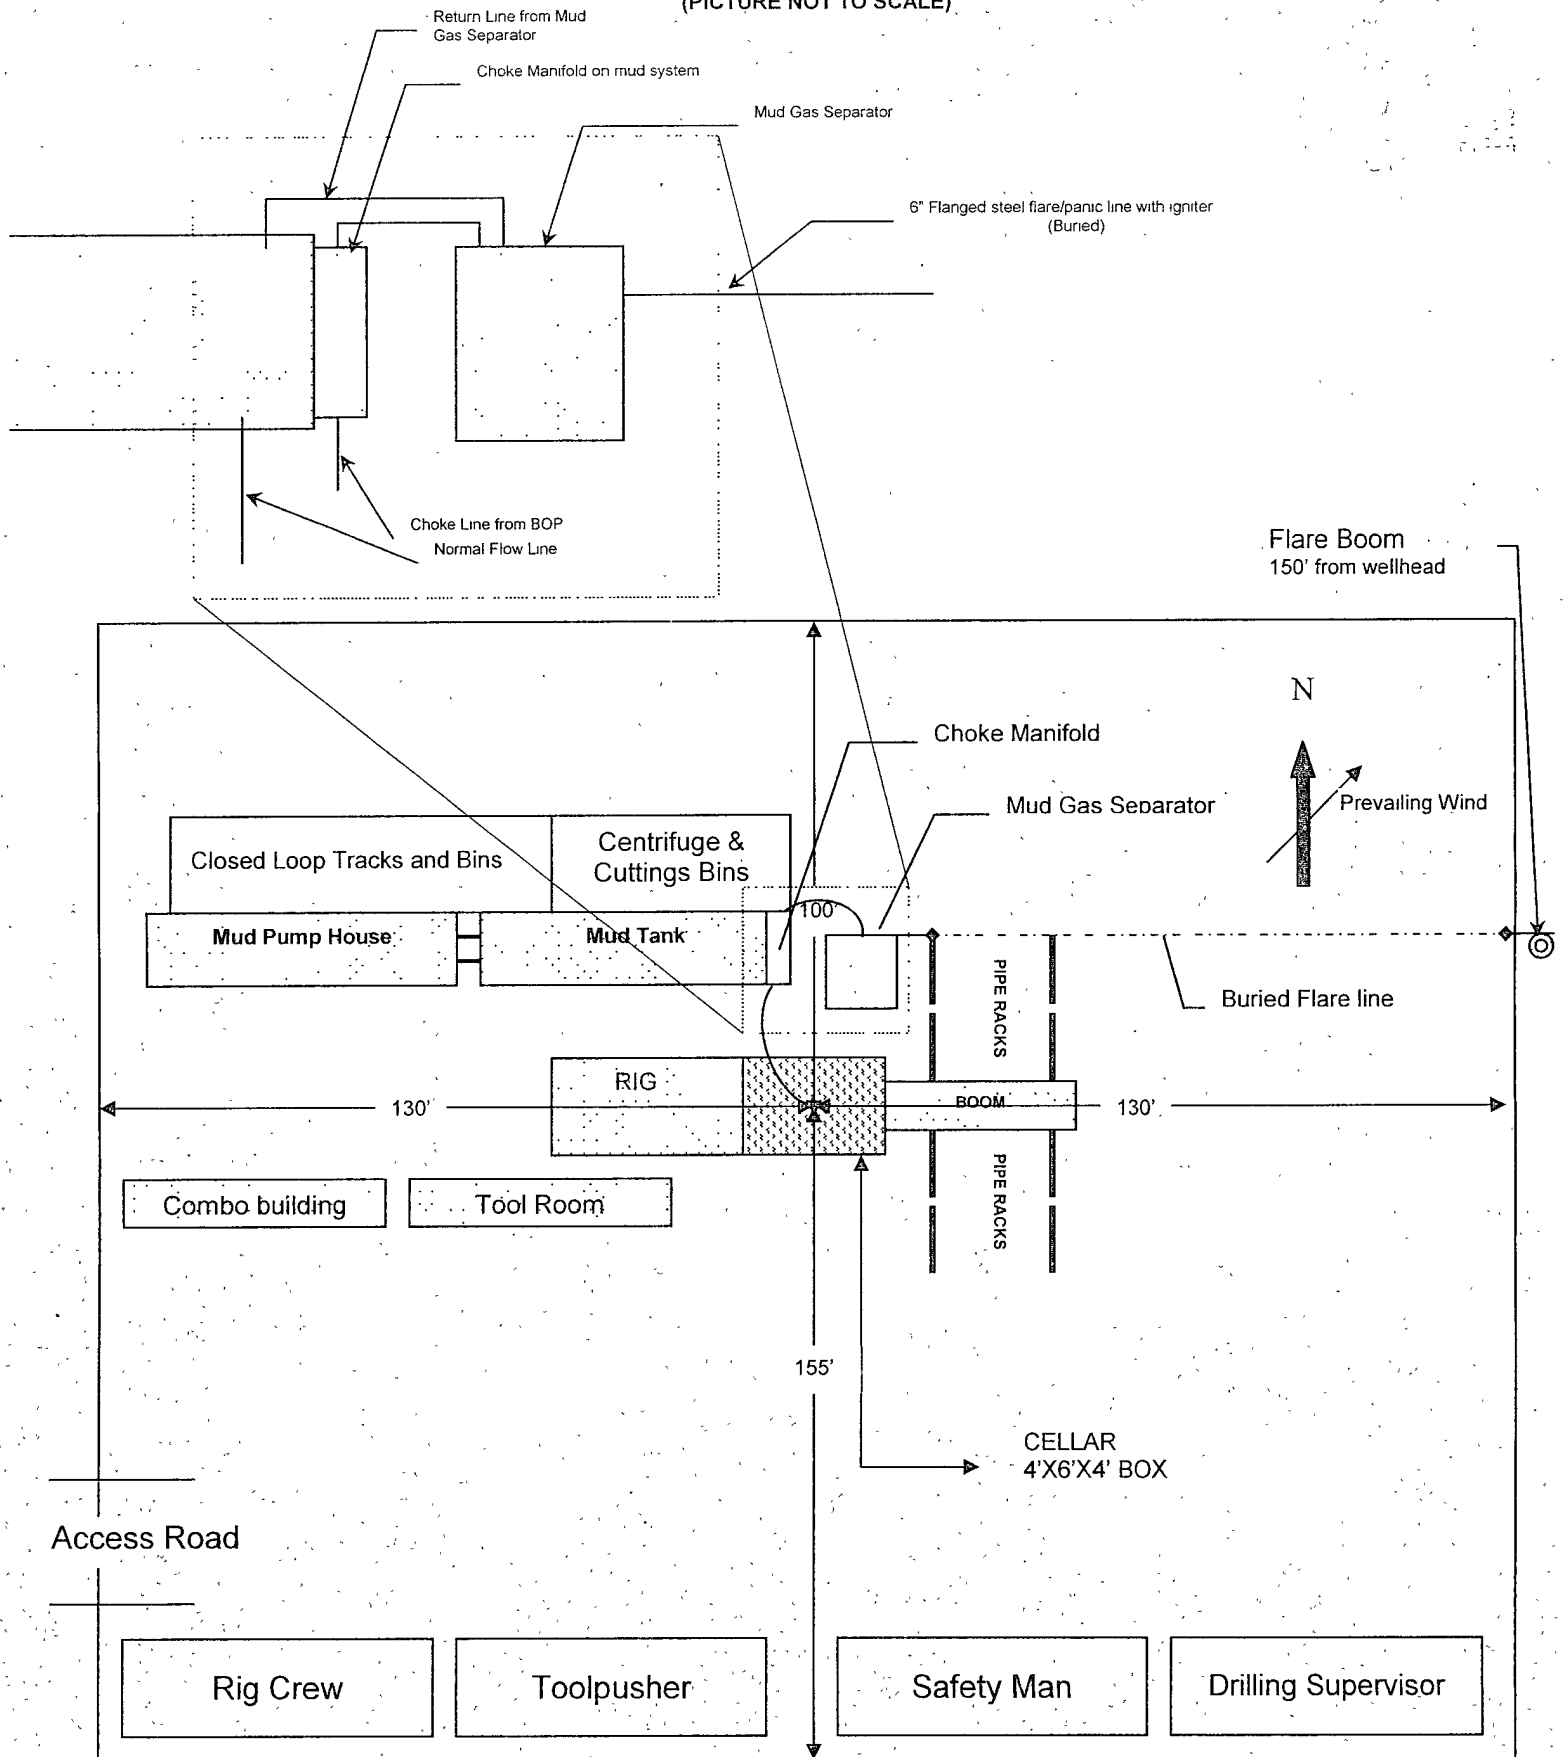 (PICTURE NOT TO SCALE)
Return Line from Mud
Gas Separator
Choke Manifold on mud system
Mud Gas Separator
6" Flanged steel flare/panic line with igniter
(Buried)
Choke Line from BOP
Normal Flow Line
Flare Boom
150' from wellhead
N
Choke Manifold
Prevailing Wind
Mud Gas Separator
Closed Loop Tracks and Bins
Centrifuge &
Cuttings Bins
100'
Mud Pump House
Mud Tank
PIPE RACKS
Buried Flare line
RIG
BOOM
130'
130'
PIPE RACKS
Combo building
Tool Room
155'
CELLAR
4'X6'X4' BOX
Access Road
Rig Crew
Toolpusher
Safety Man
Drilling Supervisor